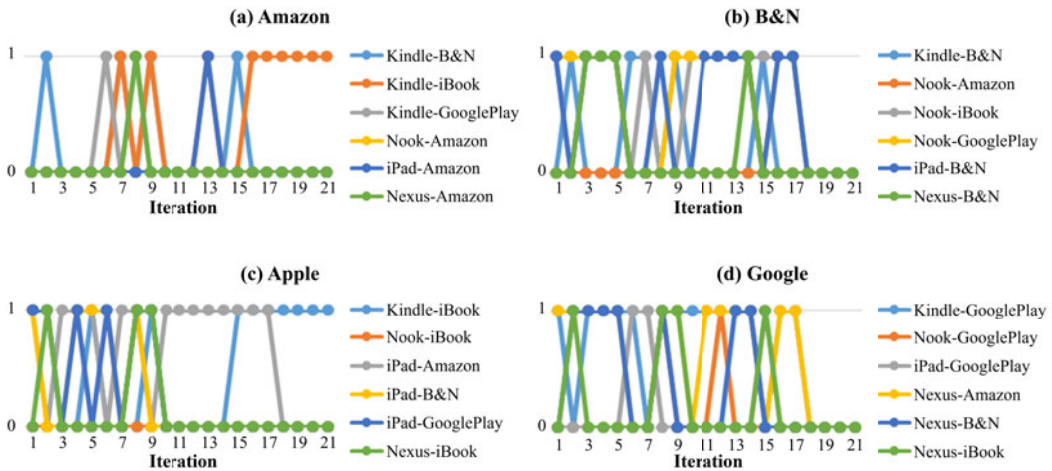 (a) Amazon
1
0
1 3 5 7 9 11 13 15 17 19 21
Iteration
Kindle-B&N
Kindle-iBook
Kindle-GooglePlay
Nook-Amazon
iPad-Amazon
Nexus-Amazon
(b) B&N
1
0
1 3 5 7 9 11 13 15 17 19 21
Iteration
Kindle-B&N
Nook-Amazon
Nook-iBook
Nook-GooglePlay
iPad-B&N
Nexus-B&N
(c) Apple
1
0
1 3 5 7 9 11 13 15 17 19 21
Iteration
Kindle-iBook
Nook-iBook
iPad-Amazon
iPad-B&N
iPad-GooglePlay
Nexus-iBook
(d) Google
1
0
1 3 5 7 9 11 13 15 17 19 21
Iteration
Kindle-GooglePlay
Nook-GooglePlay
iPad-GooglePlay
Nexus-Amazon
Nexus-B&N
Nexus-iBook